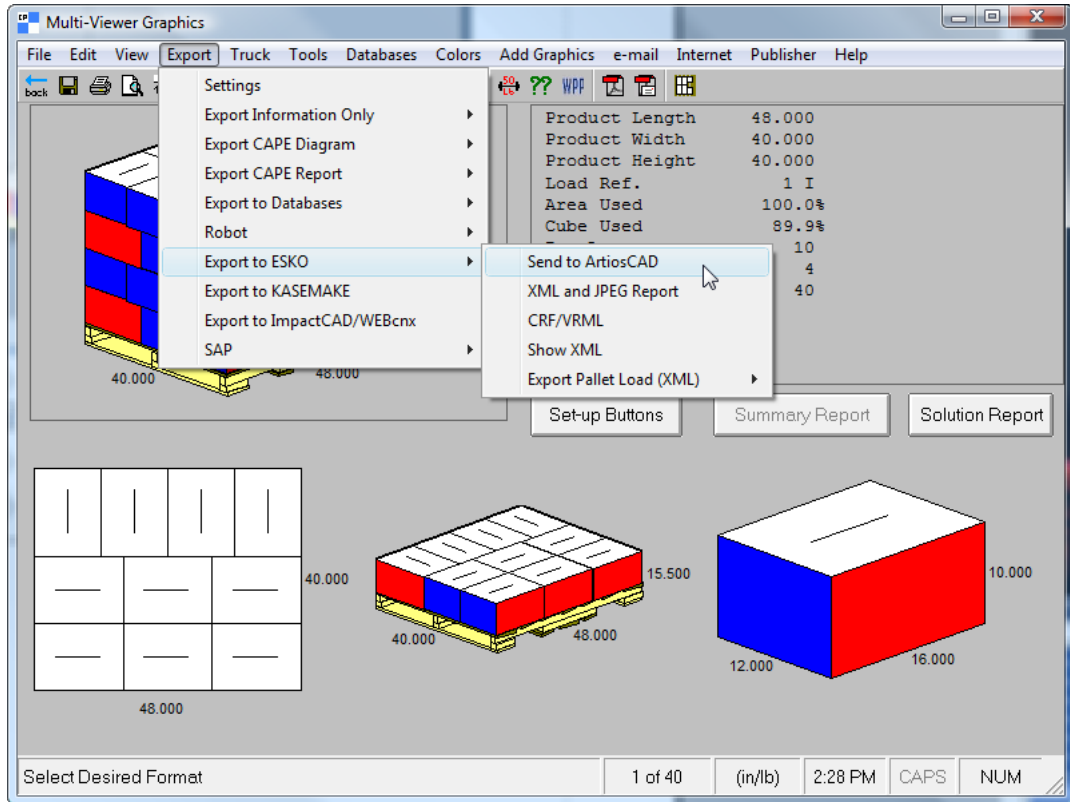 Multi-Viewer Graphics
File Edit View Export Truck Tools Databases Colors Add Graphics e-mail Internet Publisher Help
back 50 LB ?? WPP
Settings
Export Information Only
Export CAPE Diagram
Export CAPE Report
Export to Databases
Robot
Export to ESKO
Export to KASEMAKE
Export to ImpactCAD/WEBcnx
SAP
Send to ArtiosCAD
XML and JPEG Report
CRF/VRML
Show XML
Export Pallet Load (XML)
Product Length 48.000
Product Width 40.000
Product Height 40.000
Load Ref. 1 I
Area Used 100.0%
Cube Used 89.9%
10
4
40
40.000
48.000
Set-up Buttons Summary Report Solution Report
40.000
48.000
15.500
40.000
48.000
10.000
12.000
16.000
Select Desired Format 1 of 40 (in/lb) 2:28 PM CAPS NUM